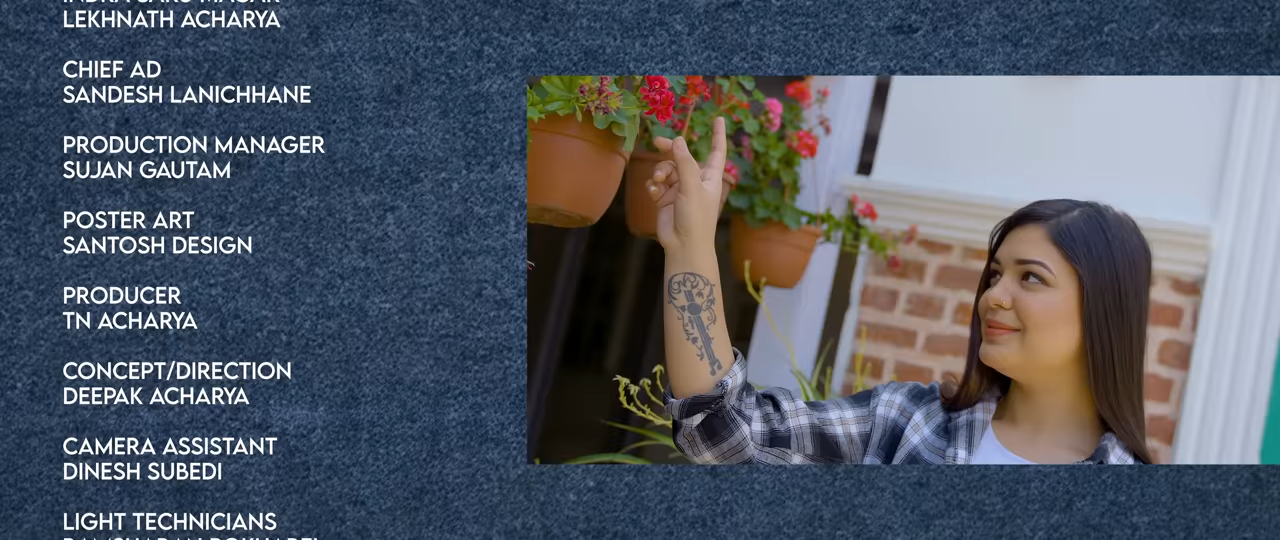 LEKHNATH ACHARYA
CHIEF AD
SANDESH LANICHHANE
PRODUCTION MANAGER
SUJAN GAUTAM
POSTER ART
SANTOSH DESIGN
PRODUCER
TN ACHARYA
CONCEPT/DIRECTION
DEEPAK ACHARYA
CAMERA ASSISTANT
DINESH SUBEDI
LIGHT TECHNICIANS